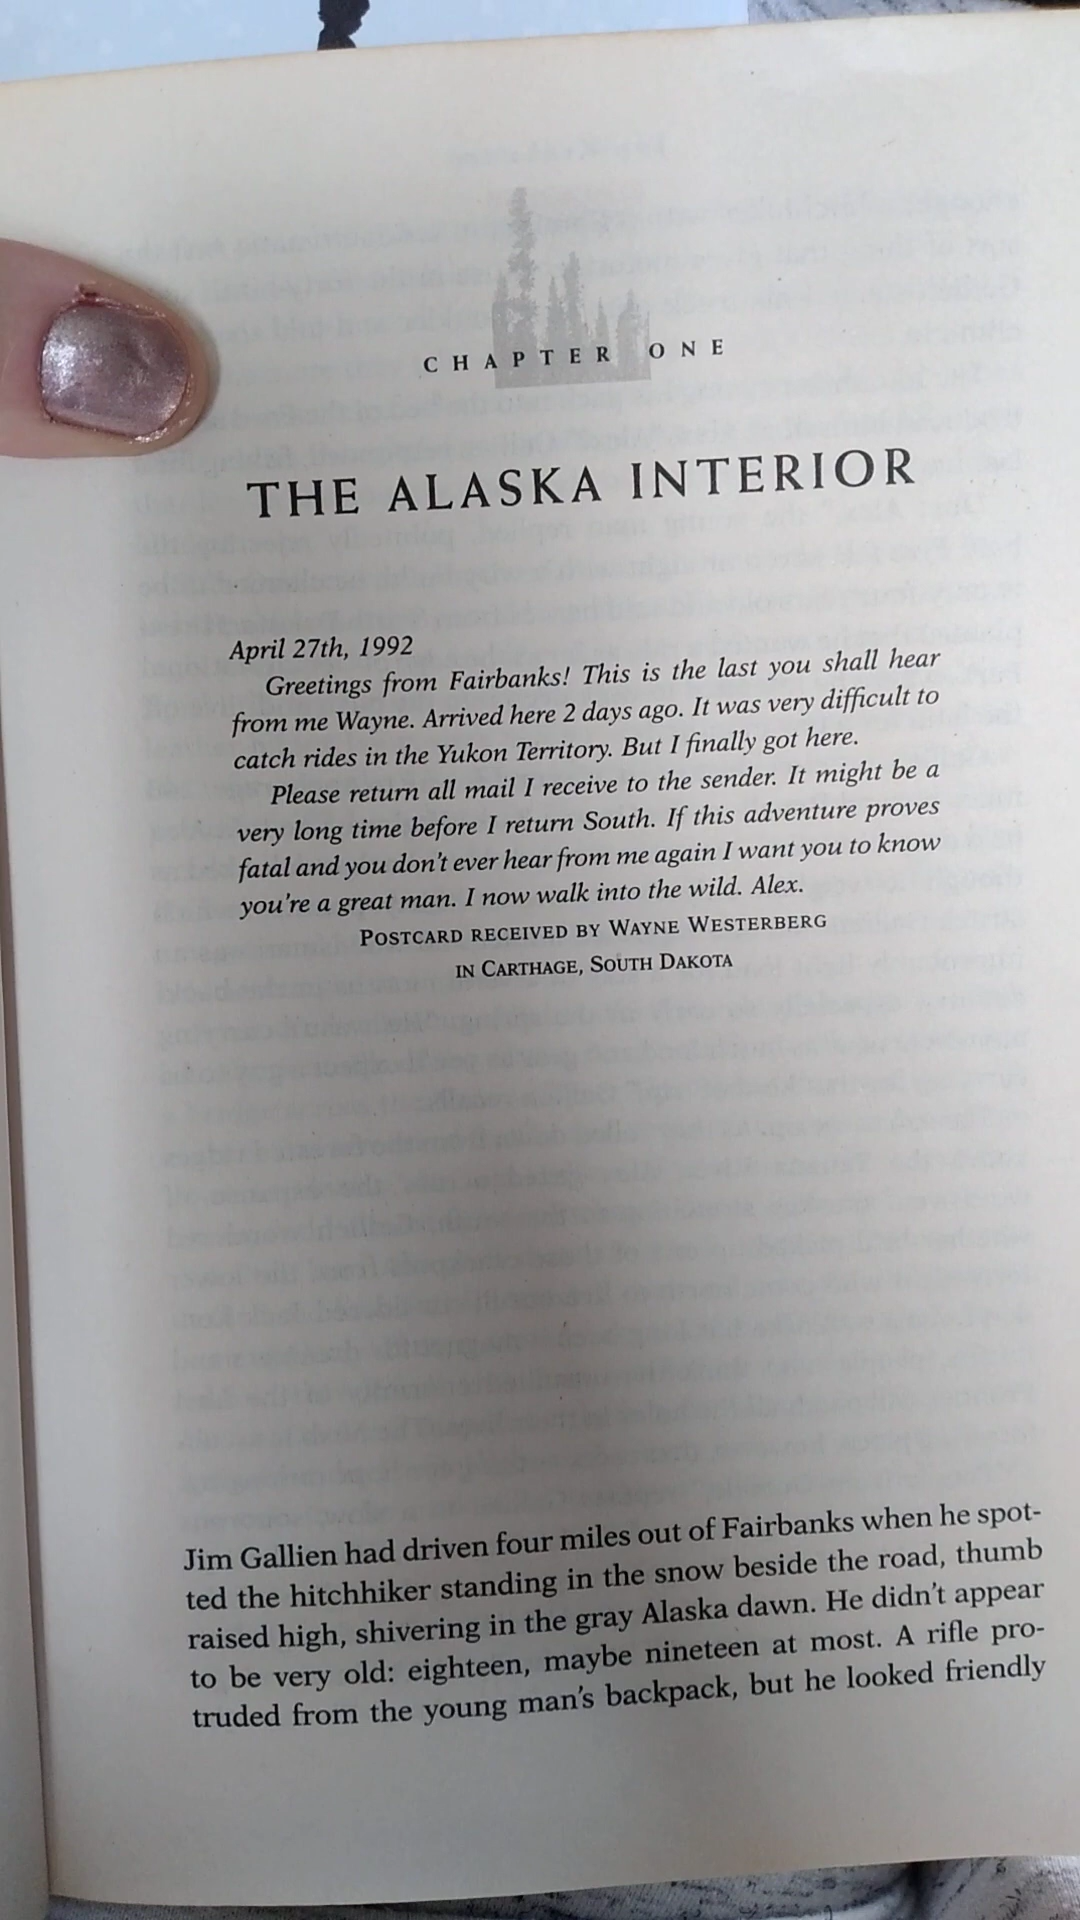 CHAPTER ONE
THE ALASKA INTERIOR
April 27th, 1992
Greetings from Fairbanks! This is the last you shall hear
from me Wayne. Arrived here 2 days ago. It was very difficult to
catch rides in the Yukon Territory. But I finally got here.
Please return all mail I receive to the sender. It might be a
very long time before I return South. If this adventure proves
fatal and you don't ever hear from me again I want you to know
you're a great man. I now walk into the wild. Alex.
POSTCARD RECEIVED BY WAYNE WESTERBERG
IN CARTHAGE, SOUTH DAKOTA
Jim Gallien had driven four miles out of Fairbanks when he spot-
ted the hitchhiker standing in the snow beside the road, thumb
raised high, shivering in the gray Alaska dawn. He didn't appear
to be very old: eighteen, maybe nineteen at most. A rifle pro-
truded from the young man's backpack, but he looked friendly